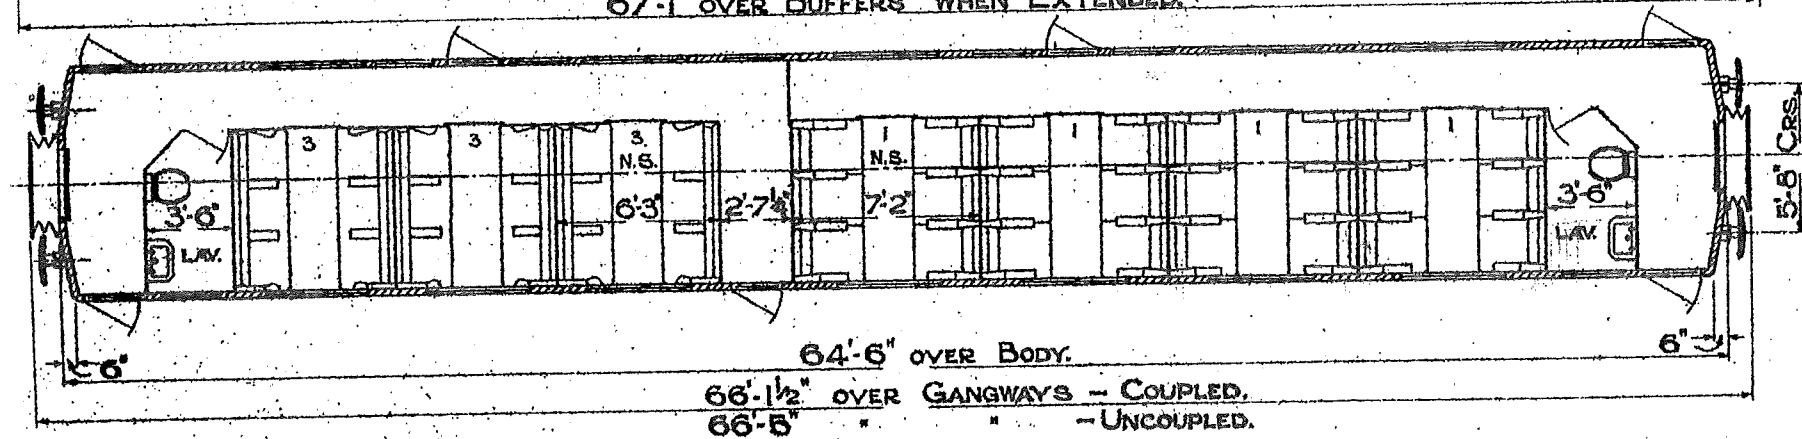 67'-1" OVER BUFFERS WHEN EXTENDED.
3 3 3. 1 1 1 1
N.S. N.S.
3'-6" 6'-3" 2'-7¼" 7'-2" 3'-6"
LAV. LAV.
5'-8" CRS.
6" 64'-6" OVER BODY. 6"
66'-1½" OVER GANGWAYS - COUPLED.
66'-5" " " - UNCOUPLED.